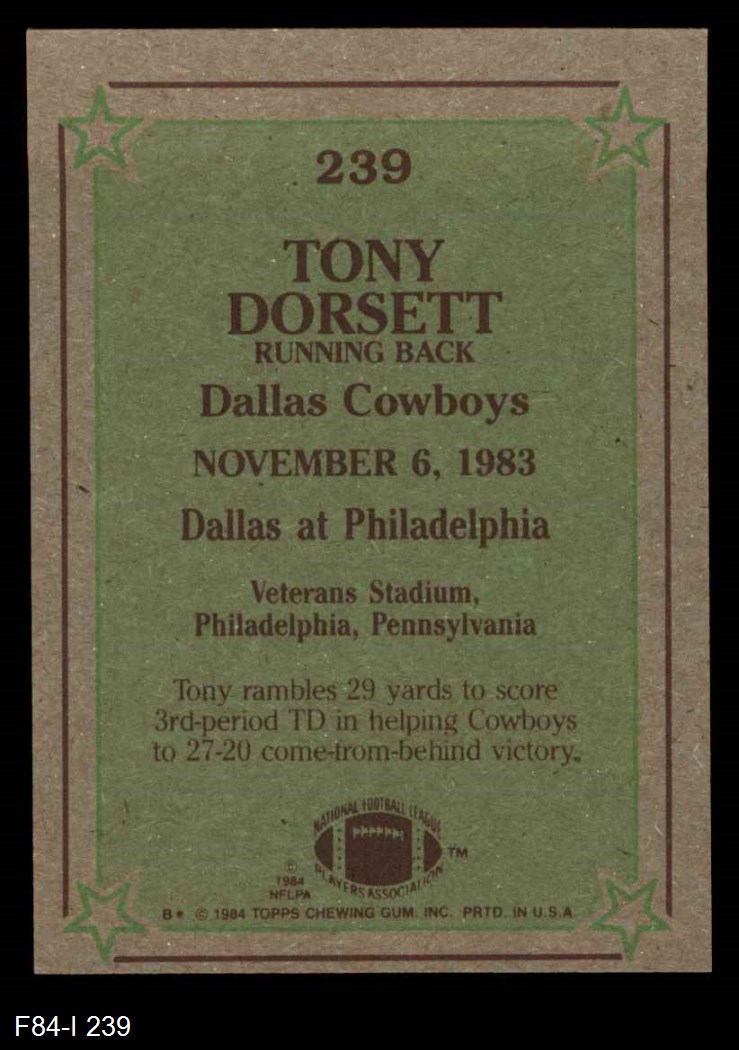 239
TONY
DORSETT
RUNNING BACK
Dallas Cowboys
NOVEMBER 6, 1983
Dallas at Philadelphia
Veterans Stadium,
Philadelphia, Pennsylvania
Tony rambles 29 yards to score
3rd-period TD in helping Cowboys
to 27-20 come-from-behind victory.
NATIONAL FOOTBALL LEAGUE
PLAYERS ASSOCIATION
TM
©
1984
NFLPA
B* © 1984 TOPPS CHEWING GUM, INC. PRTD. IN U.S.A.
F84-I 239